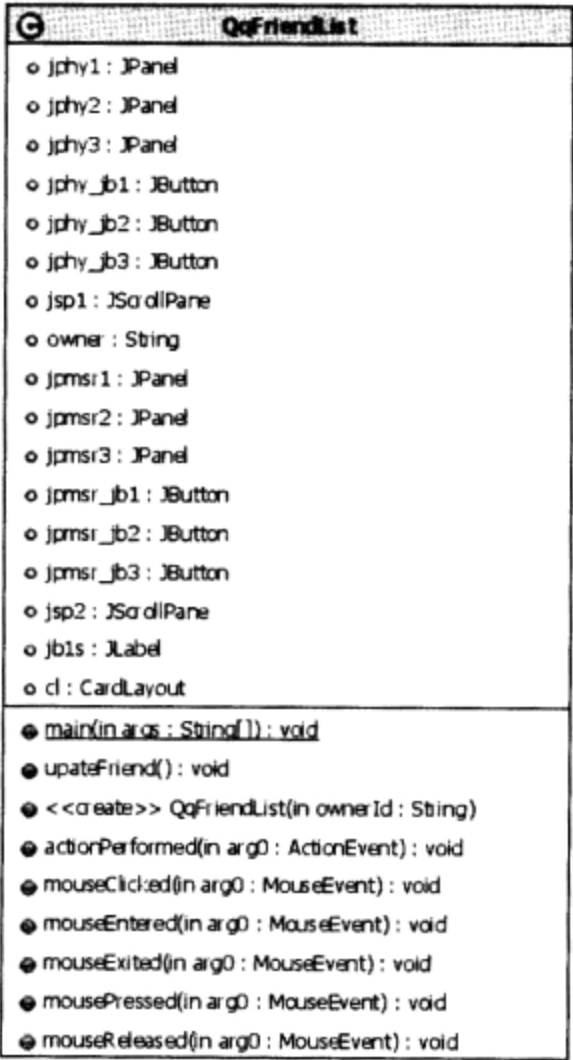 QqFriendList
jphy1 : JPanel
jphy2 : JPanel
jphy3 : JPanel
jphy_jb1 : JButton
jphy_jb2 : JButton
jphy_jb3 : JButton
jsp1 : JScrollPane
owner : String
jpmsr1 : JPanel
jpmsr2 : JPanel
jpmsr3 : JPanel
jpmsr_jb1 : JButton
jpmsr_jb2 : JButton
jpmsr_jb3 : JButton
jsp2 : JScrollPane
jb1s : JLabel
cl : CardLayout
main(in args : String[]) : void
upateFriend() : void
<<create>> QqFriendList(in ownerId : String)
actionPerformed(in arg0 : ActionEvent) : void
mouseClicked(in arg0 : MouseEvent) : void
mouseEntered(in arg0 : MouseEvent) : void
mouseExited(in arg0 : MouseEvent) : void
mousePressed(in arg0 : MouseEvent) : void
mouseReleased(in arg0 : MouseEvent) : void